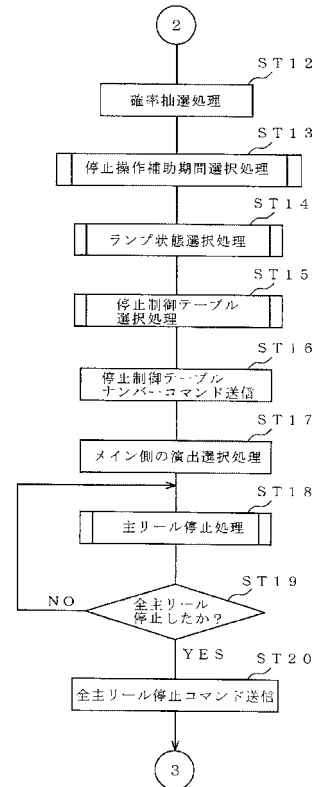 2
ST12
確率抽選処理
ST13
停止操作補助期間選択処理
ST14
ランプ状態選択処理
ST15
停止制御テーブル
選択処理
ST16
停止制御テーブル
ナンバーコマンド送信
ST17
メイン側の演出選択処理
ST18
主リール停止処理
ST19
全主リール
停止したか？
NO
YES
ST20
全主リール停止コマンド送信
3